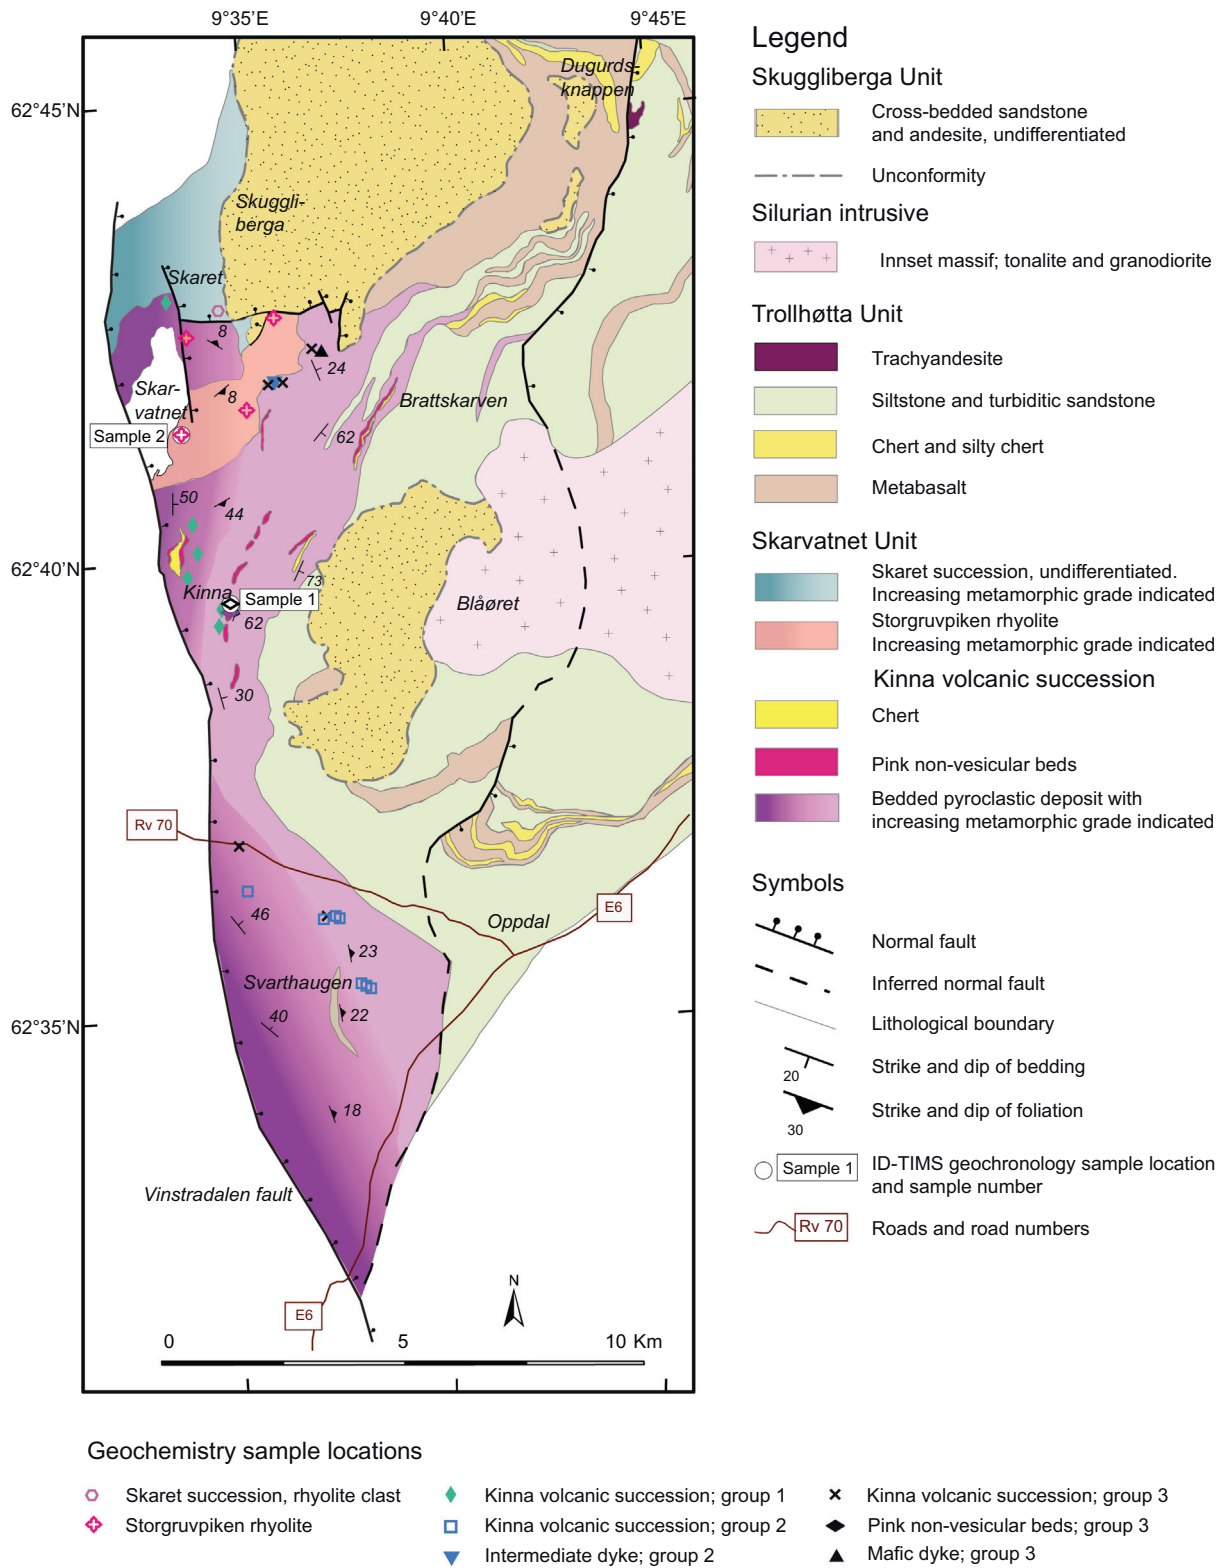 9°35'E
9°40'E
9°45'E
62°45'N
62°40'N
62°35'N
Dugurds-
knappen
Skuggli-
berga
Skaret
8
24
Skar-
vatnet
8
Brattskarven
62
Sample 2
50
44
73
Kinna
Sample 1
62
Blåøret
30
Rv 70
E6
46
Oppdal
23
Svarthaugen
22
40
18
Vinstradalen fault
E6
N
0
5
10 Km
Legend
Skuggliberga Unit
Cross-bedded sandstone
and andesite, undifferentiated
Unconformity
Silurian intrusive
Innset massif; tonalite and granodiorite
Trollhøtta Unit
Trachyandesite
Siltstone and turbiditic sandstone
Chert and silty chert
Metabasalt
Skarvatnet Unit
Skaret succession, undifferentiated.
Increasing metamorphic grade indicated
Storgruvpiken rhyolite
Increasing metamorphic grade indicated
Kinna volcanic succession
Chert
Pink non-vesicular beds
Bedded pyroclastic deposit with
increasing metamorphic grade indicated
Symbols
Normal fault
Inferred normal fault
Lithological boundary
20
Strike and dip of bedding
Strike and dip of foliation
30
Sample 1
ID-TIMS geochronology sample location
and sample number
Rv 70
Roads and road numbers
Geochemistry sample locations
Skaret succession, rhyolite clast
Storgruvpiken rhyolite
Kinna volcanic succession; group 1
Kinna volcanic succession; group 2
Intermediate dyke; group 2
Kinna volcanic succession; group 3
Pink non-vesicular beds; group 3
Mafic dyke; group 3